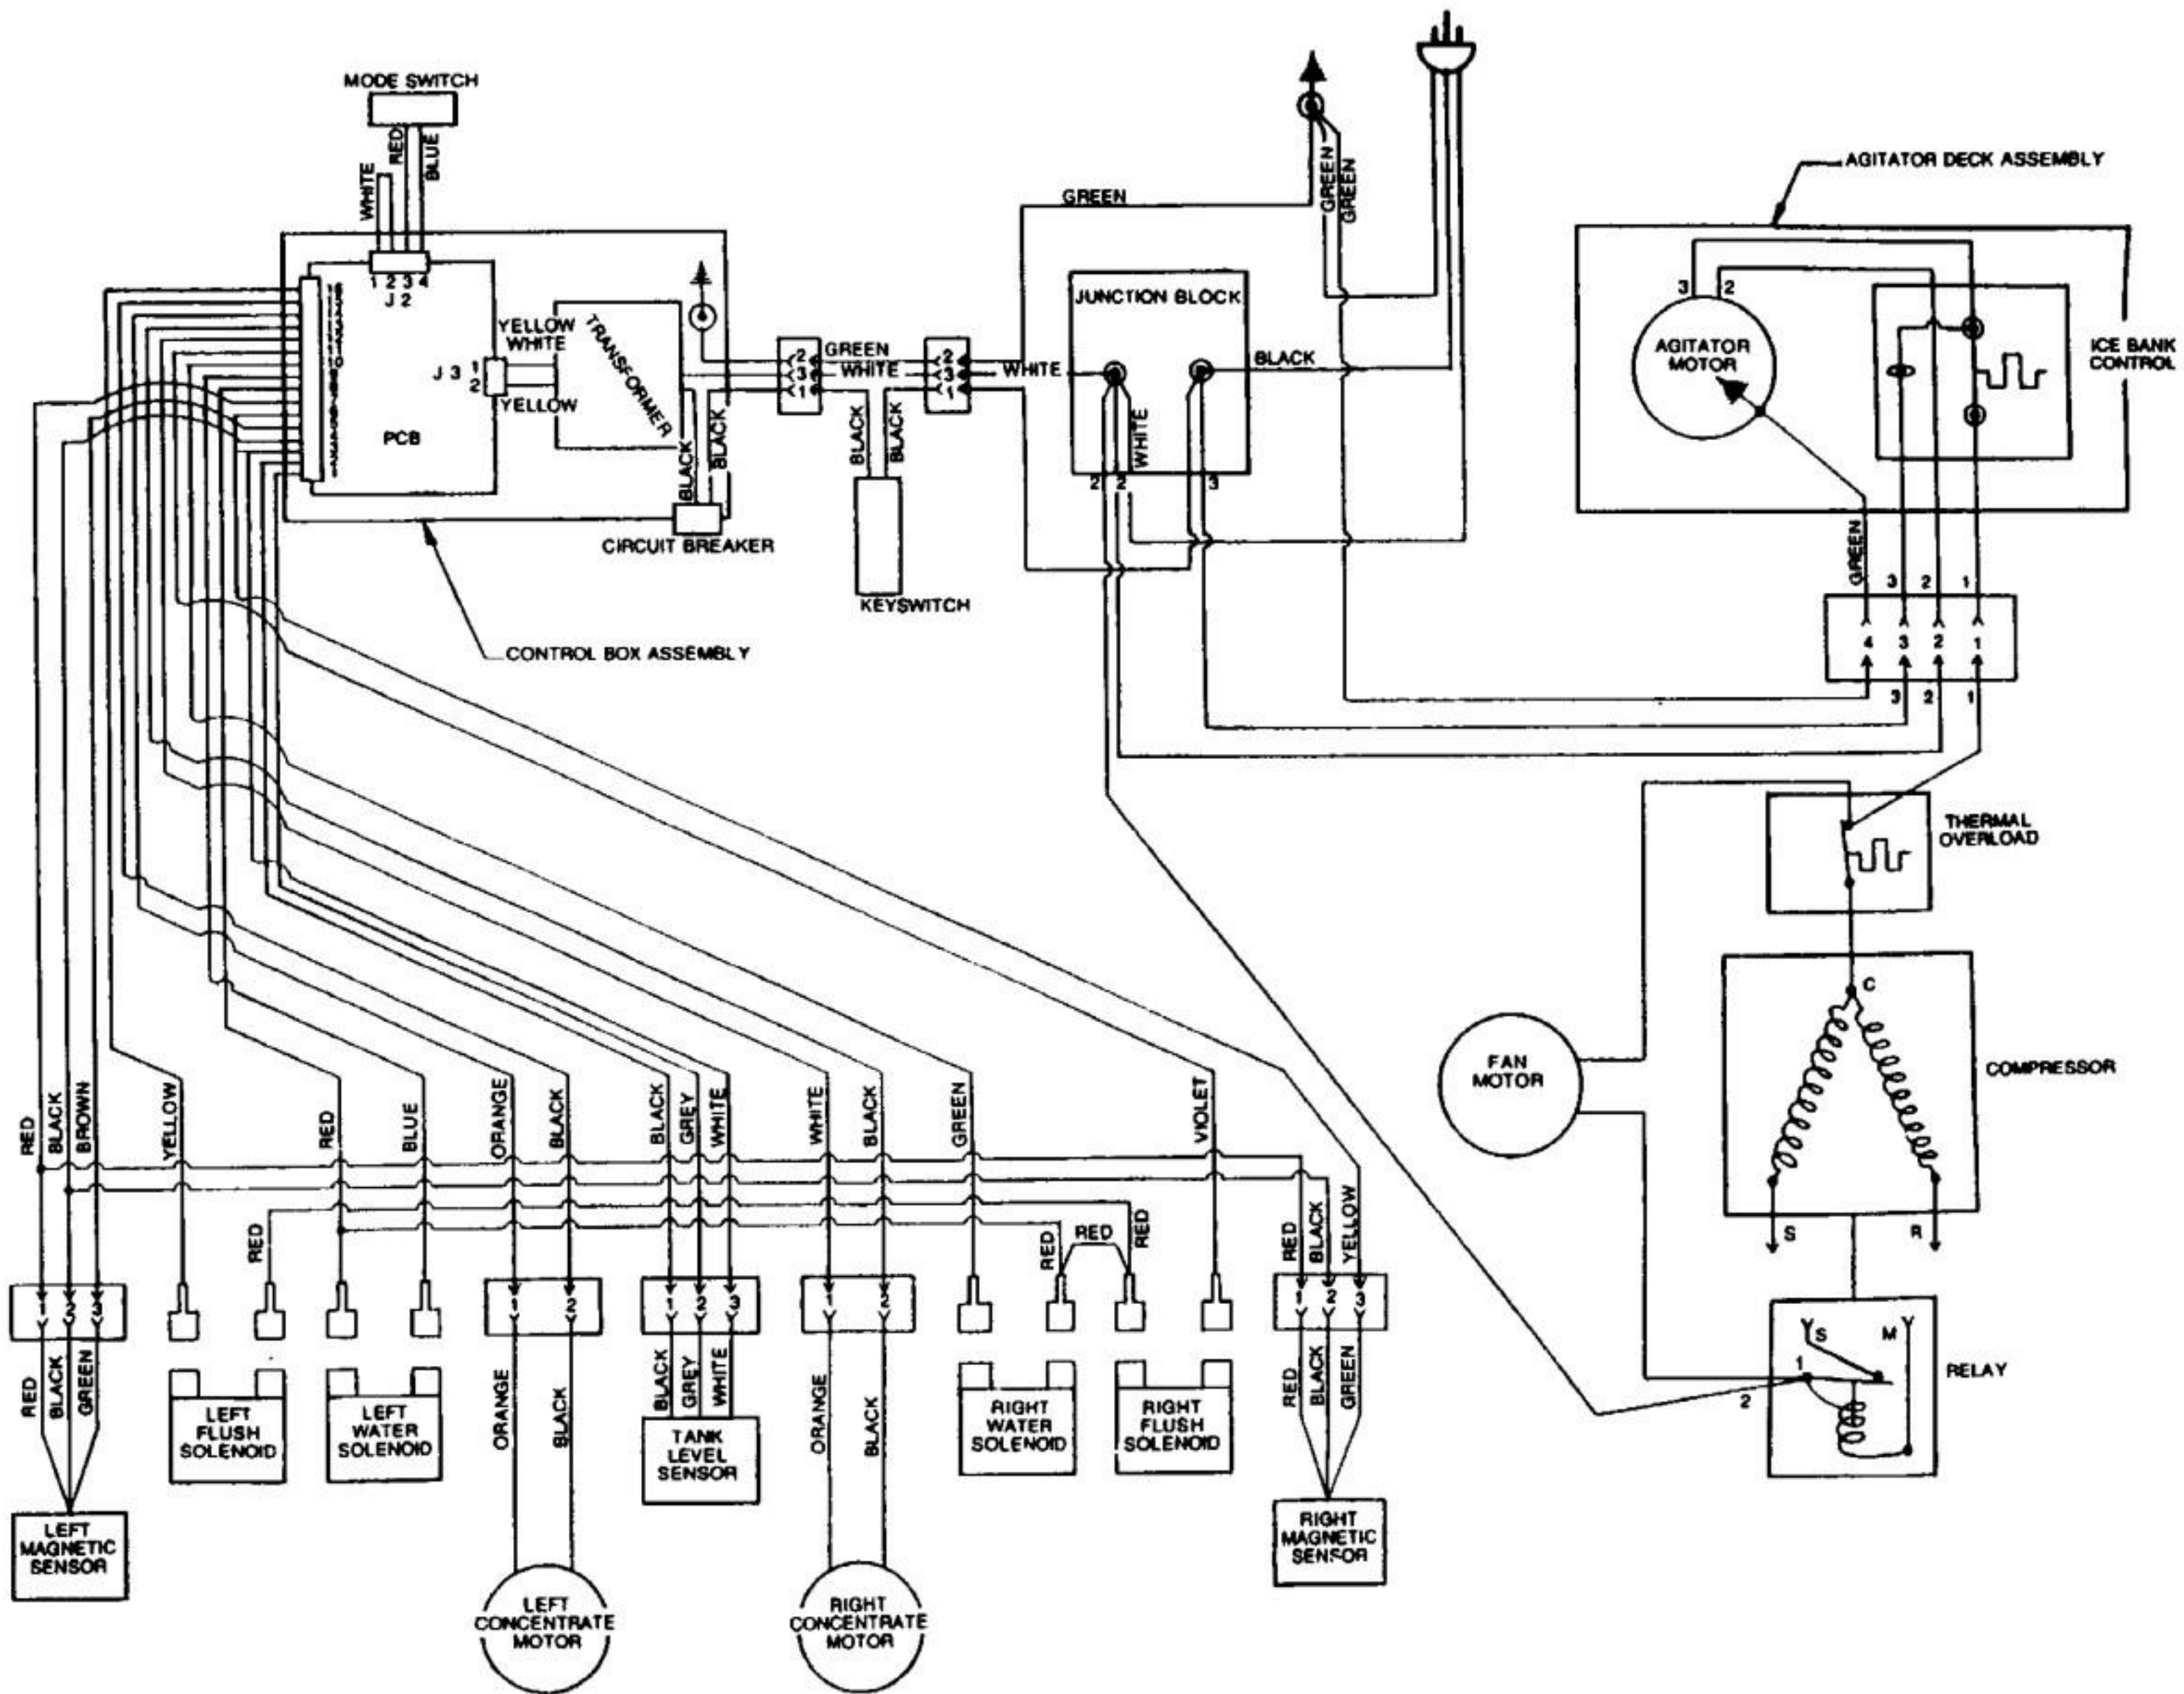 MODE SWITCH
WHITE
RED
BLUE
1 2 3 4
J 2
YELLOW
WHITE
J 3
1
2
YELLOW
PCB
TRANSFORMER
BLACK
BLACK
CIRCUIT BREAKER
CONTROL BOX ASSEMBLY
2
3
1
GREEN
WHITE
BLACK
BLACK
KEYSWITCH
2
3
1
WHITE
GREEN
GREEN
GREEN
JUNCTION BLOCK
BLACK
WHITE
2
2
3
AGITATOR DECK ASSEMBLY
3
2
AGITATOR
MOTOR
ICE BANK
CONTROL
GREEN
3
2
1
4
3
2
1
3
2
1
THERMAL
OVERLOAD
C
COMPRESSOR
S
R
FAN
MOTOR
S
M
1
2
RELAY
RED
BLACK
BROWN
YELLOW
RED
BLUE
ORANGE
BLACK
BLACK
GREY
WHITE
WHITE
BLACK
GREEN
VIOLET
RED
RED
RED
RED
RED
BLACK
YELLOW
1
2
3
1
2
1
2
3
1
2
1
2
3
RED
BLACK
GREEN
LEFT
FLUSH
SOLENOID
LEFT
WATER
SOLENOID
ORANGE
BLACK
BLACK
GREY
WHITE
TANK
LEVEL
SENSOR
ORANGE
BLACK
RIGHT
WATER
SOLENOID
RIGHT
FLUSH
SOLENOID
RED
BLACK
GREEN
LEFT
MAGNETIC
SENSOR
LEFT
CONCENTRATE
MOTOR
RIGHT
CONCENTRATE
MOTOR
RIGHT
MAGNETIC
SENSOR